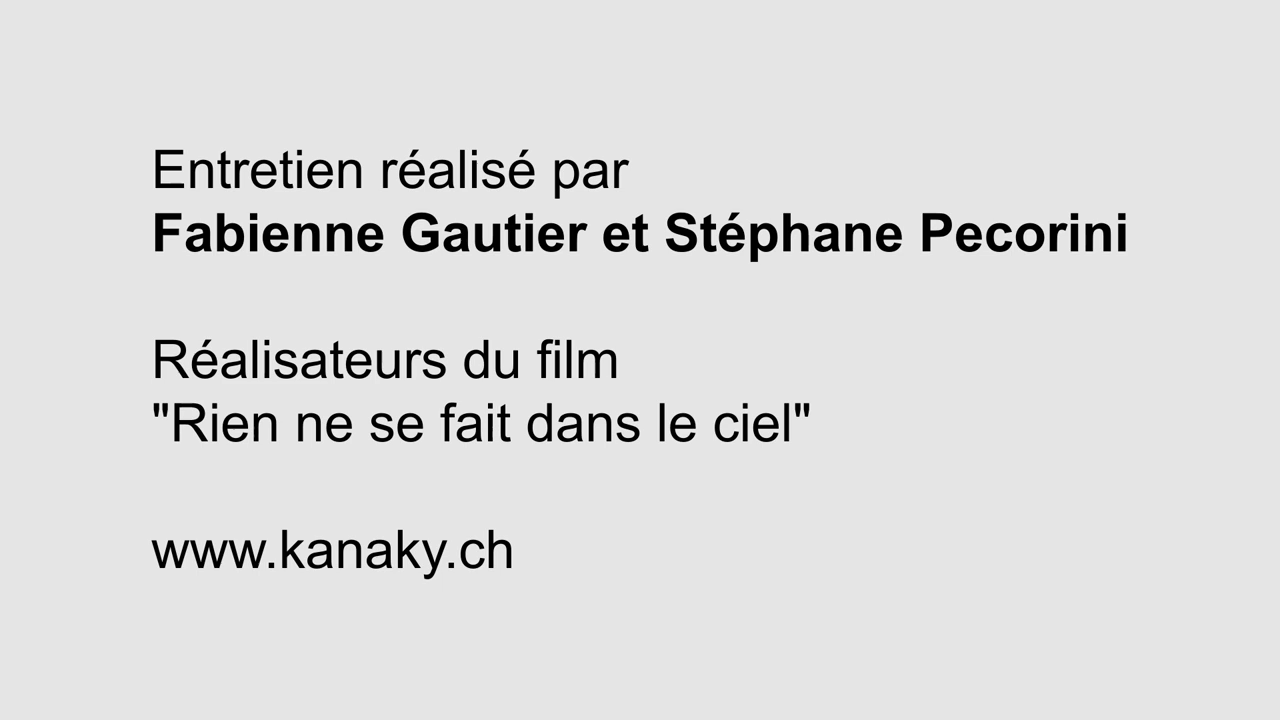 Entretien réalisé par
Fabienne Gautier et Stéphane Pecorini
Réalisateurs du film
"Rien ne se fait dans le ciel"
www.kanaky.ch